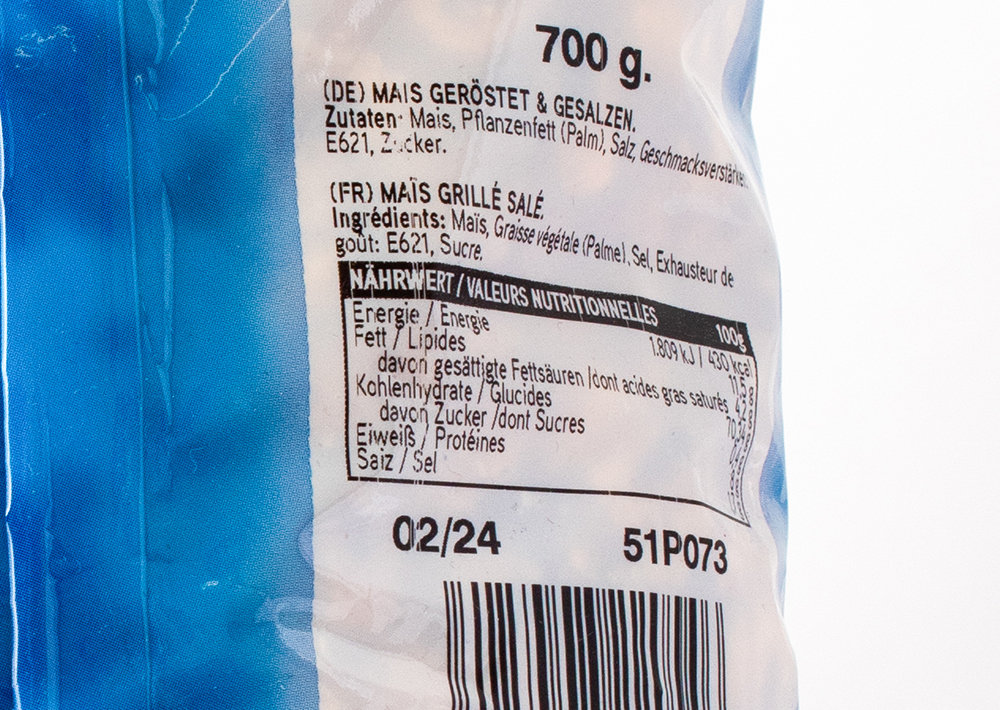 700 g.
(DE) MAIS GERÖSTET & GESALZEN.
Zutaten: Mais, Pflanzenfett (Palm), Salz, Geschmacksverstärker
E621, Zucker.
(FR) MAÏS GRILLÉ SALÉ.
Ingrédients: Maïs, Graisse végétale (Palme), Sel, Exhausteur de
goût: E621, Sucre.
NÄHRWERT / VALEURS NUTRITIONNELLES 100g
Energie / Energie 1.809 kJ / 430 kcal
Fett / Lipides
davon gesättigte Fettsäuren /dont acides gras saturés
Kohlenhydrate / Glucides
davon Zucker /dont Sucres
Eiweiß / Protéines
Salz / Sel
02/24 51P073